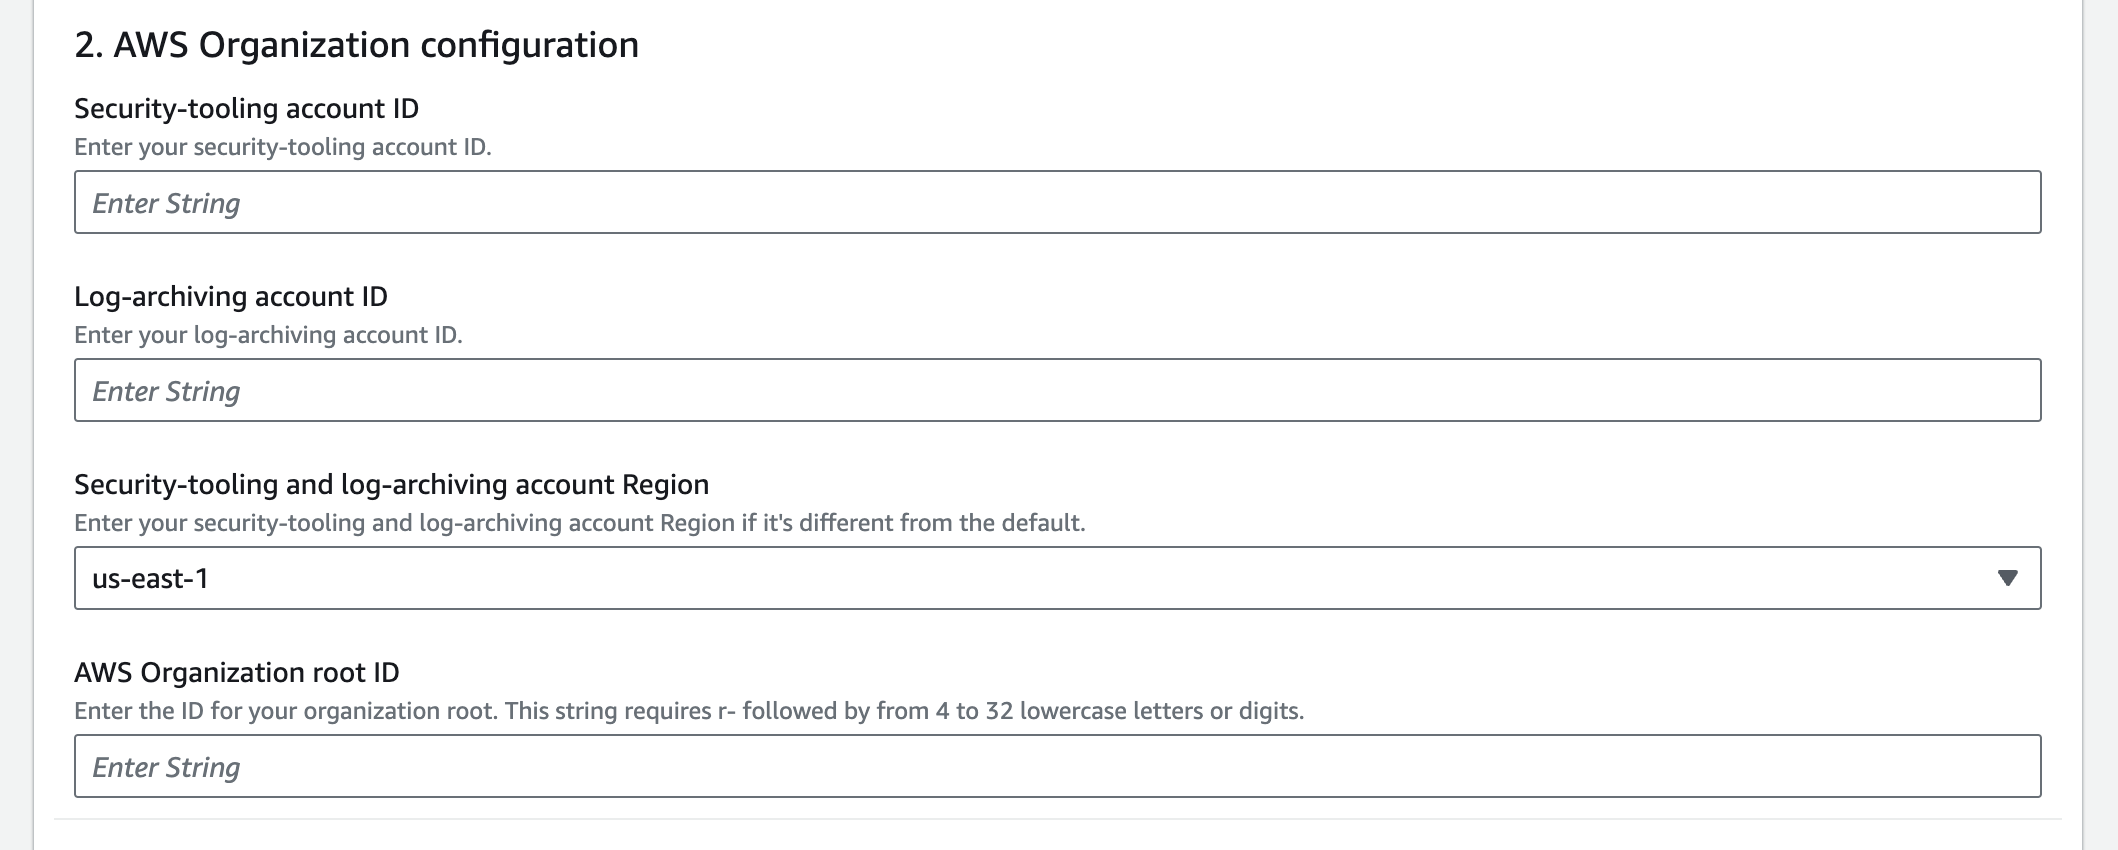 2. AWS Organization configuration
Security-tooling account ID
Enter your security-tooling account ID.
Enter String
Log-archiving account ID
Enter your log-archiving account ID.
Enter String
Security-tooling and log-archiving account Region
Enter your security-tooling and log-archiving account Region if it's different from the default.
us-east-1
AWS Organization root ID
Enter the ID for your organization root. This string requires r- followed by from 4 to 32 lowercase letters or digits.
Enter String